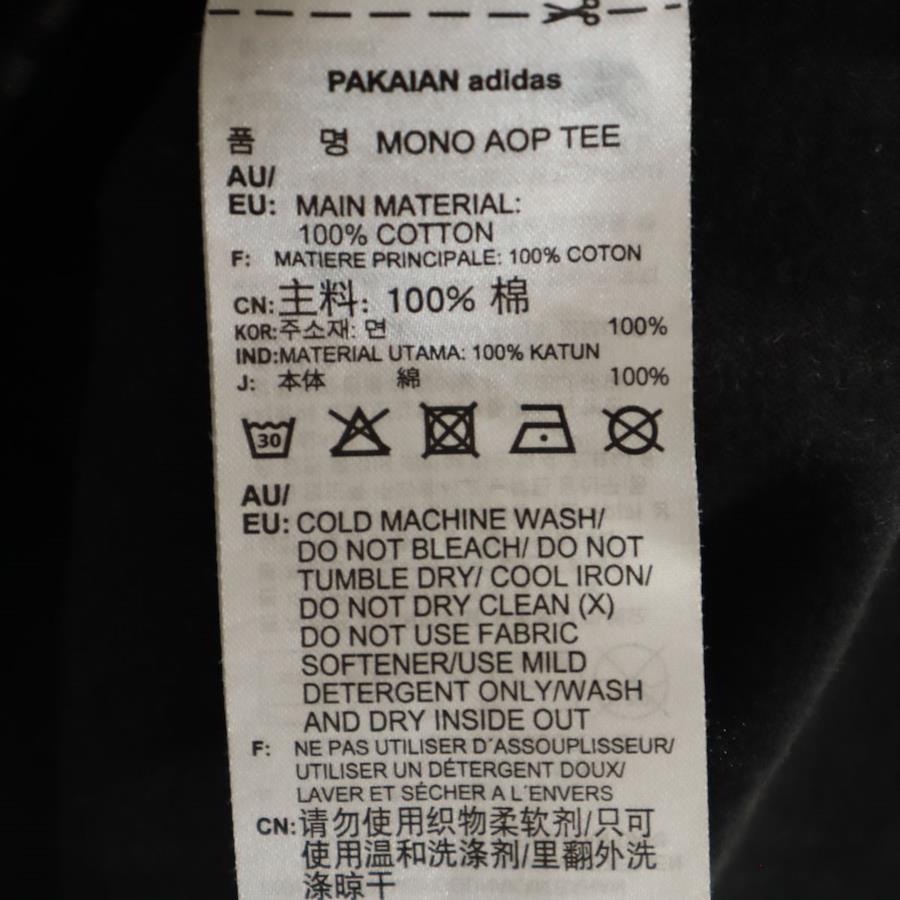 PAKAIAN adidas
품 명 MONO AOP TEE
AU/
EU: MAIN MATERIAL:
100% COTTON
F: MATIERE PRINCIPALE: 100% COTON
CN:主料: 100% 棉
KOR:주소재: 면 100%
IND:MATERIAL UTAMA: 100% KATUN
J: 本体 綿 100%
30
AU/
EU: COLD MACHINE WASH/
DO NOT BLEACH/ DO NOT
TUMBLE DRY/ COOL IRON/
DO NOT DRY CLEAN (X)
DO NOT USE FABRIC
SOFTENER/USE MILD
DETERGENT ONLY/WASH
AND DRY INSIDE OUT
F: NE PAS UTILISER D´ASSOUPLISSEUR/
UTILISER UN DÉTERGENT DOUX/
LAVER ET SÉCHER A L´ENVERS
CN:请勿使用织物柔软剂/只可
使用温和洗涤剂/里翻外洗
涤晾干